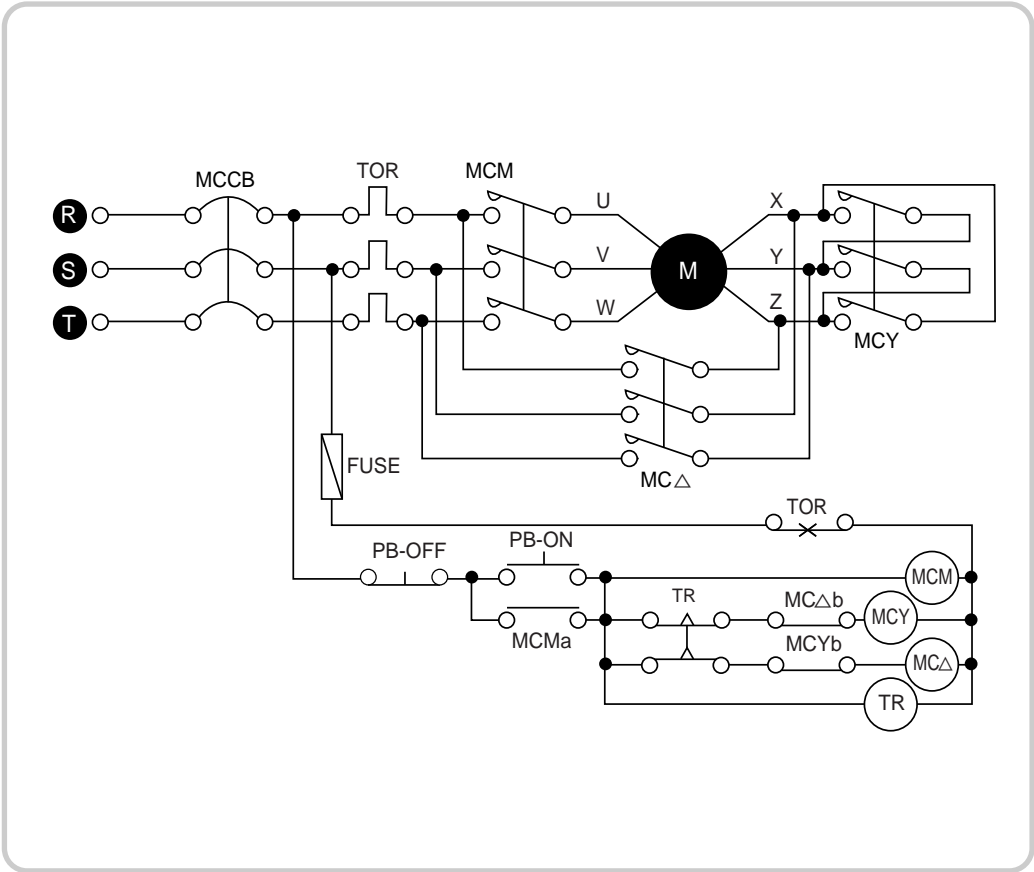 MCCB
TOR
MCM
R
S
T
U
V
W
M
X
Y
Z
MCY
MC△
FUSE
TOR
PB-OFF
PB-ON
MCMa
TR
MC△b
MCYb
MCM
MCY
MC△
TR